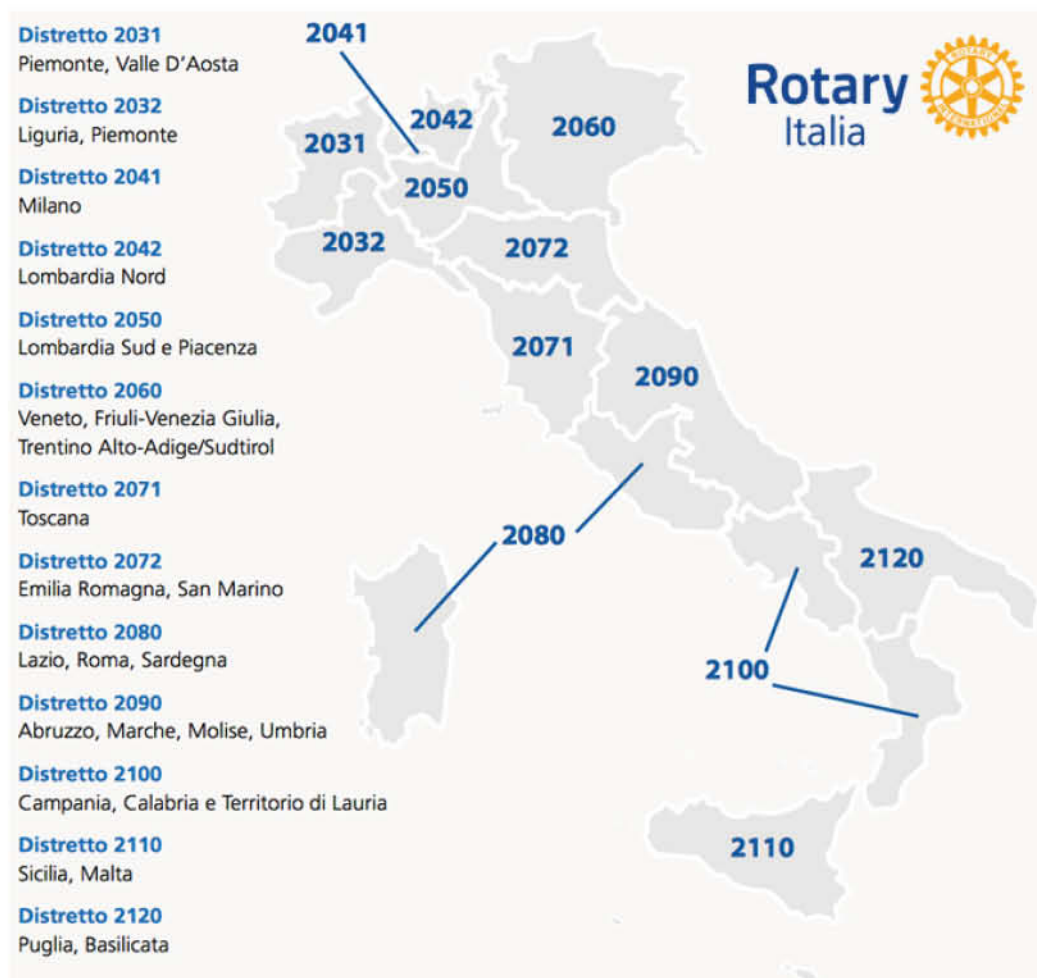 Distretto 2031
Piemonte, Valle D'Aosta
Distretto 2032
Liguria, Piemonte
Distretto 2041
Milano
Distretto 2042
Lombardia Nord
Distretto 2050
Lombardia Sud e Piacenza
Distretto 2060
Veneto, Friuli-Venezia Giulia,
Trentino Alto-Adige/Sudtirol
Distretto 2071
Toscana
Distretto 2072
Emilia Romagna, San Marino
Distretto 2080
Lazio, Roma, Sardegna
Distretto 2090
Abruzzo, Marche, Molise, Umbria
Distretto 2100
Campania, Calabria e Territorio di Lauria
Distretto 2110
Sicilia, Malta
Distretto 2120
Puglia, Basilicata
2041
2042
2060
2031
2050
2032
2072
2071
2090
2080
2120
2100
2110
Rotary
Italia
ROTARY
INTERNATIONAL